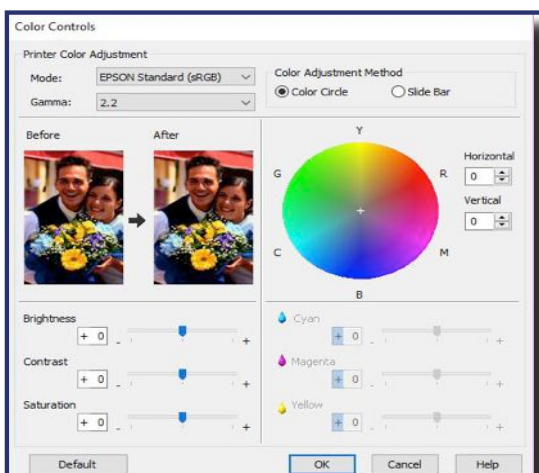 Color Controls
Printer Color Adjustment
Mode: EPSON Standard (sRGB)
Gamma: 2.2
Color Adjustment Method
Color Circle Slide Bar
Before After
Y
G R
C M
B
Horizontal
0
Vertical
0
Brightness
+ 0 - +
Contrast
+ 0 - +
Saturation
+ 0 - +
Cyan
+ 0 - +
Magenta
+ 0 - +
Yellow
+ 0 - +
Default OK Cancel Help